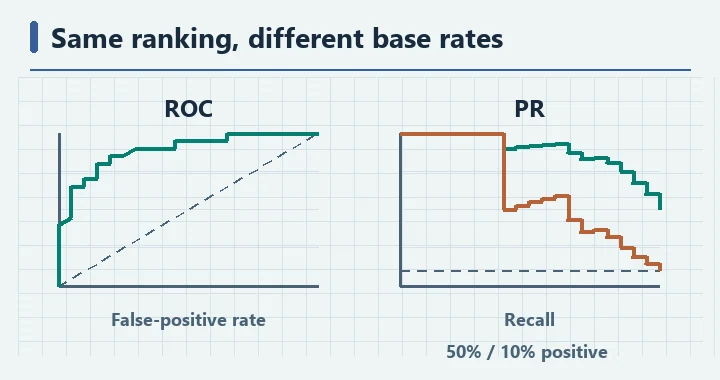 Same ranking, different base rates
ROC
PR
False-positive rate
Recall
50% / 10% positive